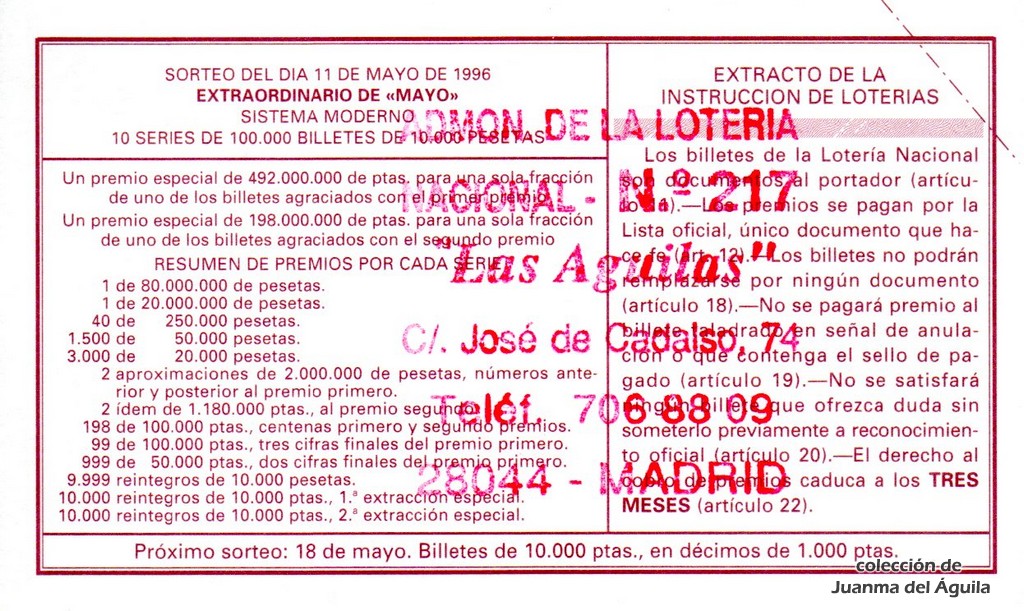 SORTEO DEL DIA 11 DE MAYO DE 1996
EXTRAORDINARIO DE «MAYO»
SISTEMA MODERNO
10 SERIES DE 100.000 BILLETES DE 10.000 PESETAS
Un premio especial de 492.000.000 de ptas. para una sola fracción
de uno de los billetes agraciados con el primer premio
Un premio especial de 198.000.000 de ptas. para una sola fracción
de uno de los billetes agraciados con el segundo premio
RESUMEN DE PREMIOS POR CADA SERIE
1 de 80.000.000 de pesetas.
1 de 20.000.000 de pesetas.
40 de 250.000 pesetas.
1.500 de 50.000 pesetas.
3.000 de 20.000 pesetas.
2 aproximaciones de 2.000.000 de pesetas, números ante-
rior y posterior al premio primero.
2 ídem de 1.180.000 ptas., al premio segundo.
198 de 100.000 ptas., centenas primero y segundo premios.
99 de 100.000 ptas., tres cifras finales del premio primero.
999 de 50.000 ptas., dos cifras finales del premio primero.
9.999 reintegros de 10.000 pesetas.
10.000 reintegros de 10.000 ptas., 1.ª extracción especial.
10.000 reintegros de 10.000 ptas., 2.ª extracción especial.
EXTRACTO DE LA
INSTRUCCION DE LOTERIAS
Los billetes de la Lotería Nacional
son documentos al portador (artícu-
lo 16).—Los premios se pagan por la
Lista oficial, único documento que ha-
ce fe (art. 12).—Los billetes no podrán
remplazarse por ningún documento
(artículo 18).—No se pagará premio al
billete taladrado en señal de anula-
ción o que contenga el sello de pa-
gado (artículo 19).—No se satisfará
ningún billete que ofrezca duda sin
someterlo previamente a reconocimien-
to oficial (artículo 20).—El derecho al
cobro de premios caduca a los TRES
MESES (artículo 22).
ADMON. DE LA LOTERIA
NACIONAL - Nº 217
"Las Aguilas"
C/. José de Cadalso, 74
Teléf. 706 88 09
28044 - MADRID
Próximo sorteo: 18 de mayo. Billetes de 10.000 ptas., en décimos de 1.000 ptas.
colección de
Juanma del Águila